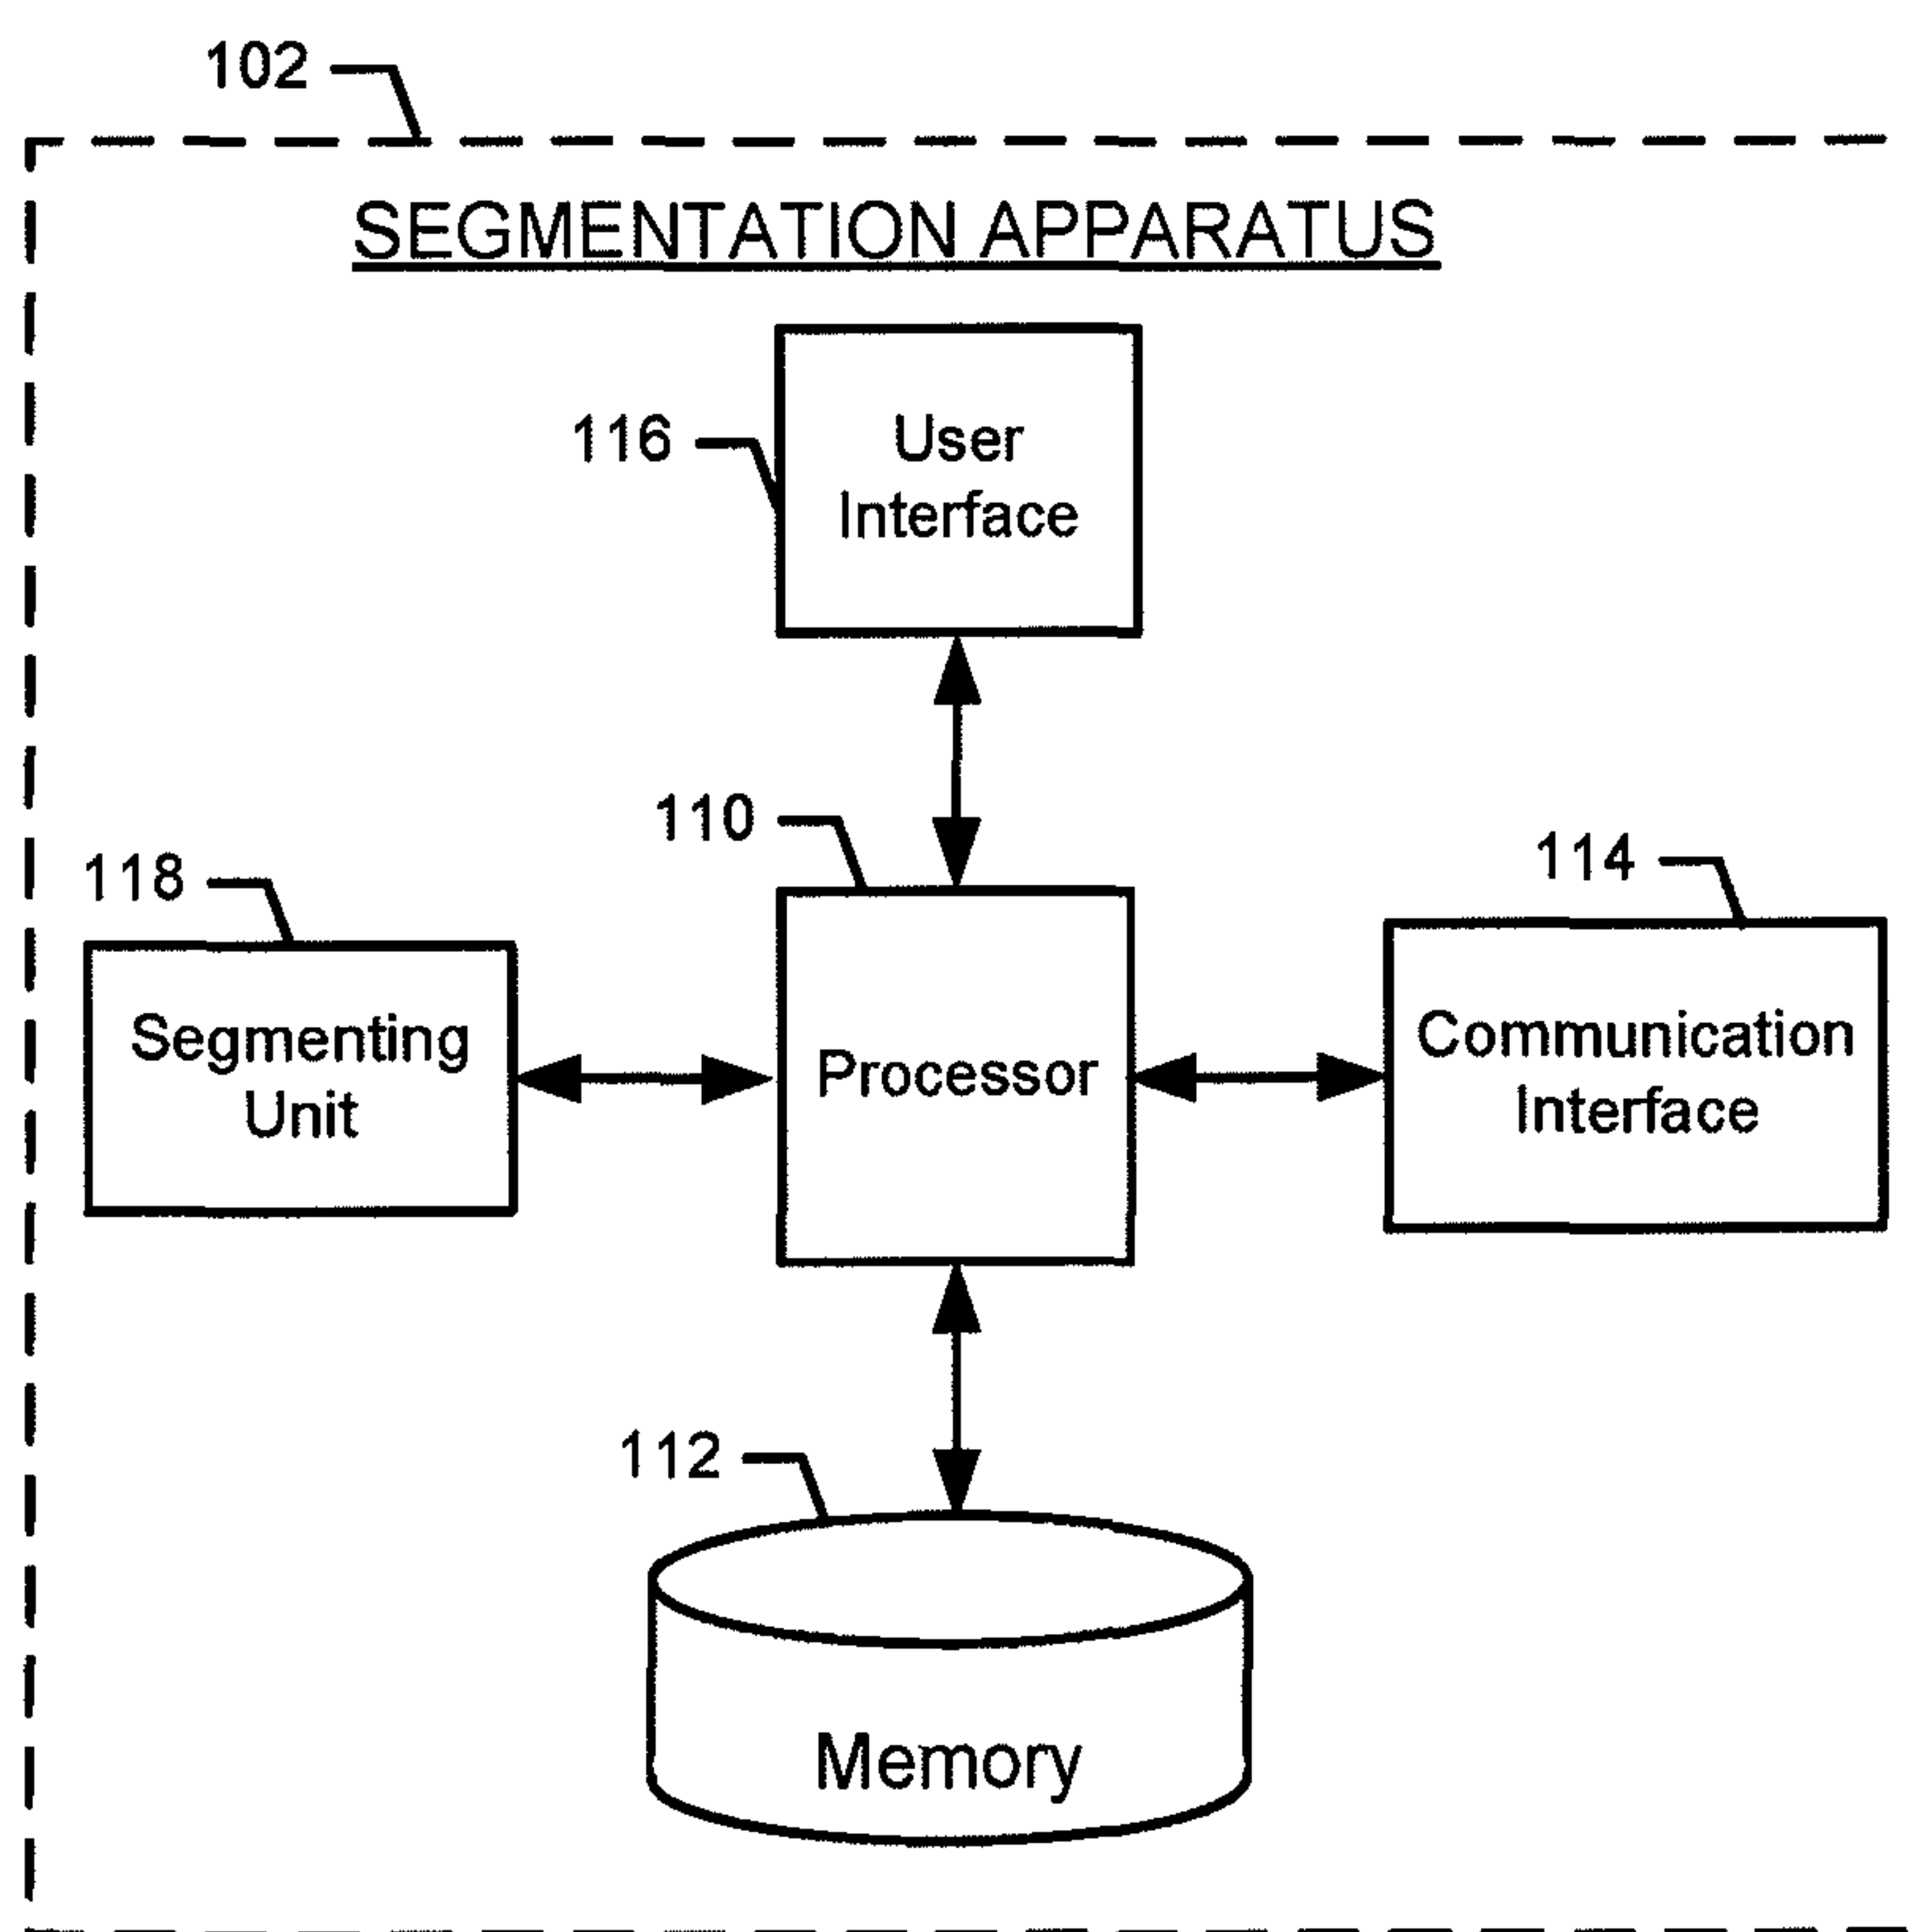 102
SEGMENTATION APPARATUS
116
User
Interface
110
118
114
Segmenting
Unit
Processor
Communication
Interface
112
Memory